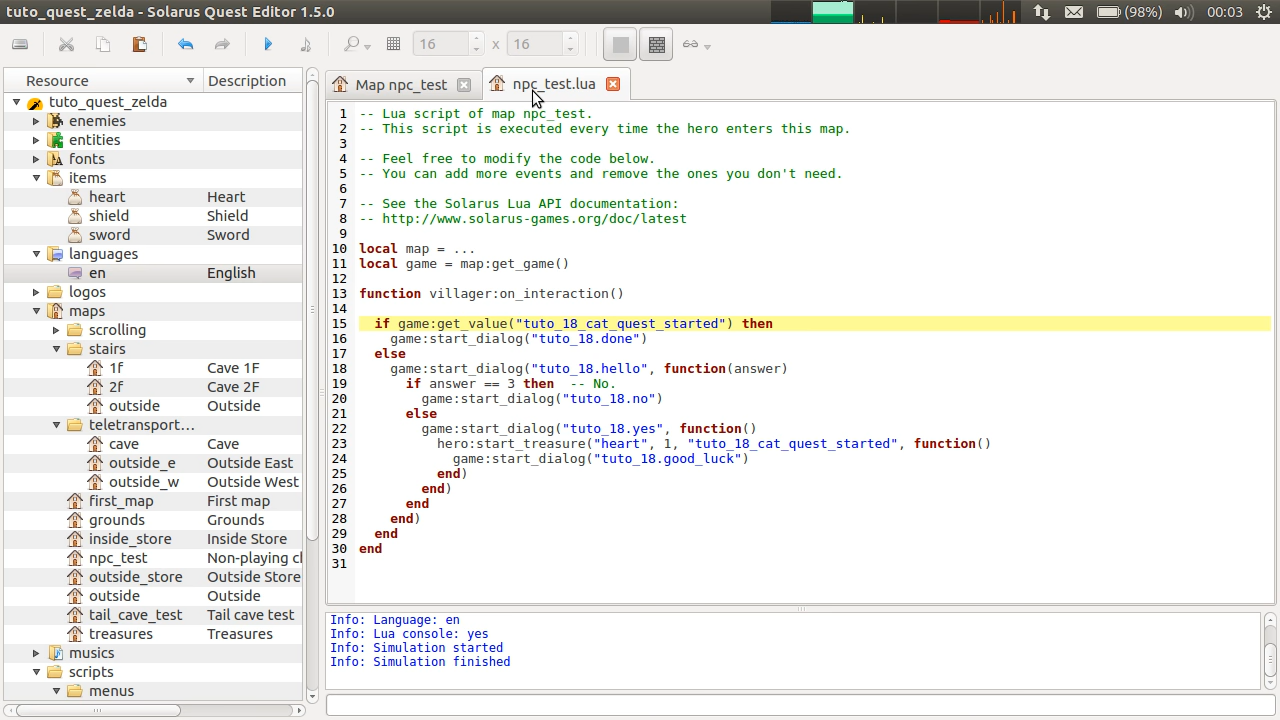 tuto_quest_zelda - Solarus Quest Editor 1.5.0
(98%) 00:03
16 x 16
Resource Description
tuto_quest_zelda
enemies
entities
fonts
items
heart Heart
shield Shield
sword Sword
languages
en English
logos
maps
scrolling
stairs
1f Cave 1F
2f Cave 2F
outside Outside
teletransport...
cave Cave
outside_e Outside East
outside_w Outside West
first_map First map
grounds Grounds
inside_store Inside Store
npc_test Non-playing cl
outside_store Outside Store
outside Outside
tail_cave_test Tail cave test
treasures Treasures
musics
scripts
menus
Map npc_test npc_test.lua
1 -- Lua script of map npc_test.
2 -- This script is executed every time the hero enters this map.
3
4 -- Feel free to modify the code below.
5 -- You can add more events and remove the ones you don't need.
6
7 -- See the Solarus Lua API documentation:
8 -- http://www.solarus-games.org/doc/latest
9
10 local map = ...
11 local game = map:get_game()
12
13 function villager:on_interaction()
14
15 if game:get_value("tuto_18_cat_quest_started") then
16 game:start_dialog("tuto_18.done")
17 else
18 game:start_dialog("tuto_18.hello", function(answer)
19 if answer == 3 then -- No.
20 game:start_dialog("tuto_18.no")
21 else
22 game:start_dialog("tuto_18.yes", function()
23 hero:start_treasure("heart", 1, "tuto_18_cat_quest_started", function()
24 game:start_dialog("tuto_18.good_luck")
25 end)
26 end)
27 end
28 end)
29 end
30 end
31
Info: Language: en
Info: Lua console: yes
Info: Simulation started
Info: Simulation finished